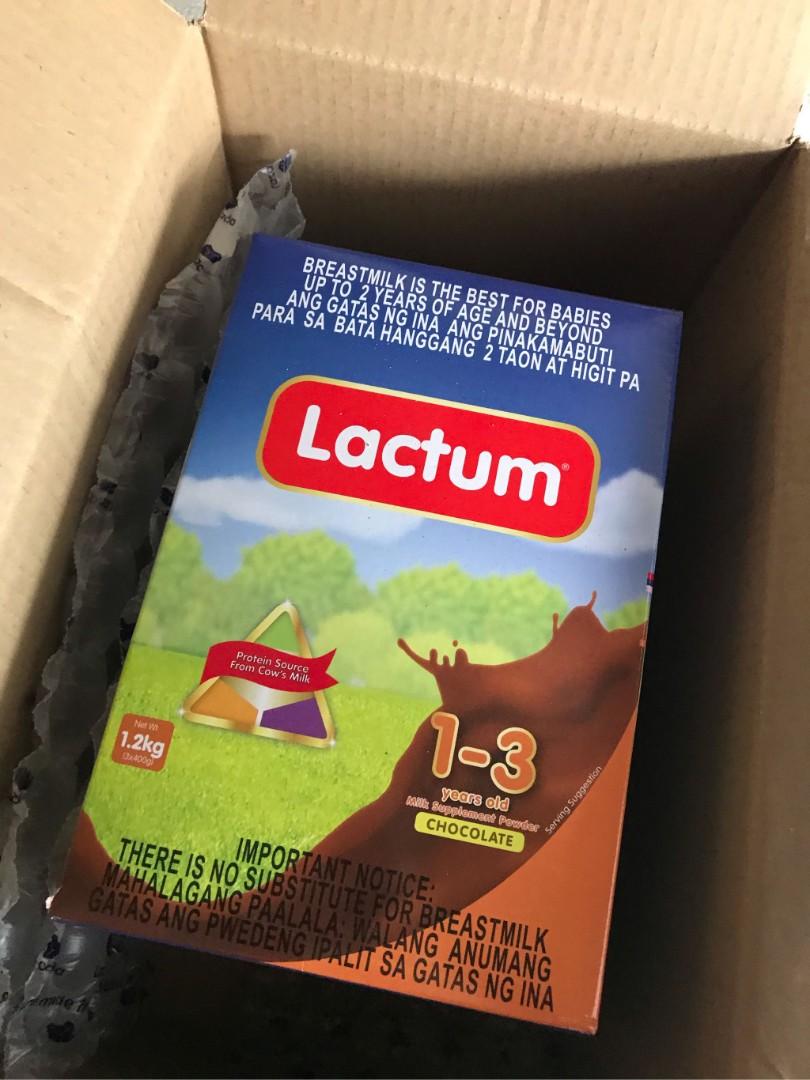 BREASTMILK IS THE BEST FOR BABIES
UP TO 2 YEARS OF AGE AND BEYOND
ANG GATAS NG INA ANG PINAKAMABUTI
PARA SA BATA HANGGANG 2 TAON AT HIGIT PA
Lactum®
Protein Source
From Cow's Milk
Net Wt
1.2kg
(3x400g)
1-3
years old
Milk Supplement Powder
CHOCOLATE
Serving Suggestion
IMPORTANT NOTICE:
THERE IS NO SUBSTITUTE FOR BREASTMILK
MAHALAGANG PAALALA: WALANG ANUMANG
GATAS ANG PWEDENG IPALIT SA GATAS NG INA